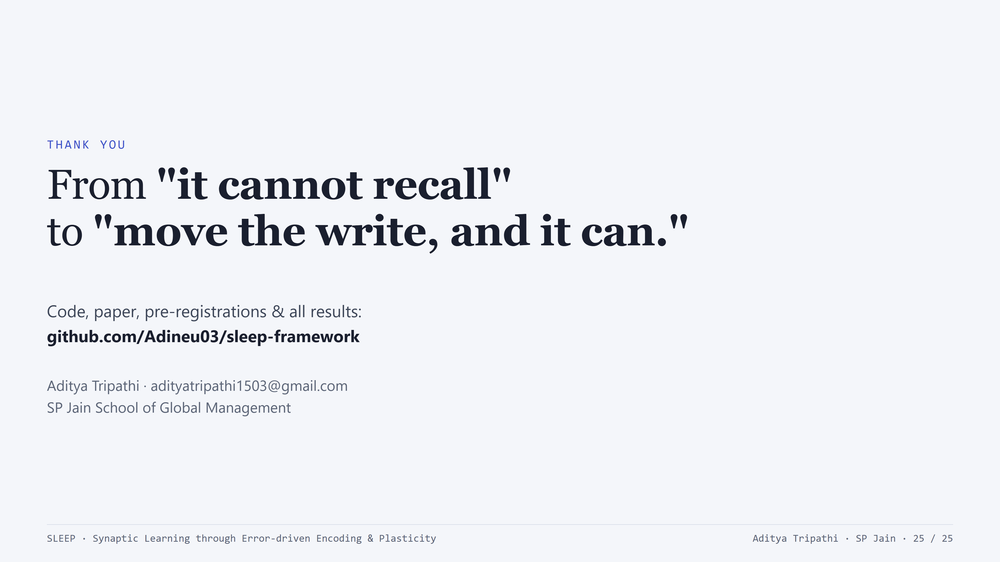 THANK YOU
From "it cannot recall"
to "move the write, and it can."
Code, paper, pre-registrations & all results:
github.com/Adineu03/sleep-framework
Aditya Tripathi · adityatripathi1503@gmail.com
SP Jain School of Global Management
SLEEP · Synaptic Learning through Error-driven Encoding & Plasticity
Aditya Tripathi · SP Jain · 25 / 25